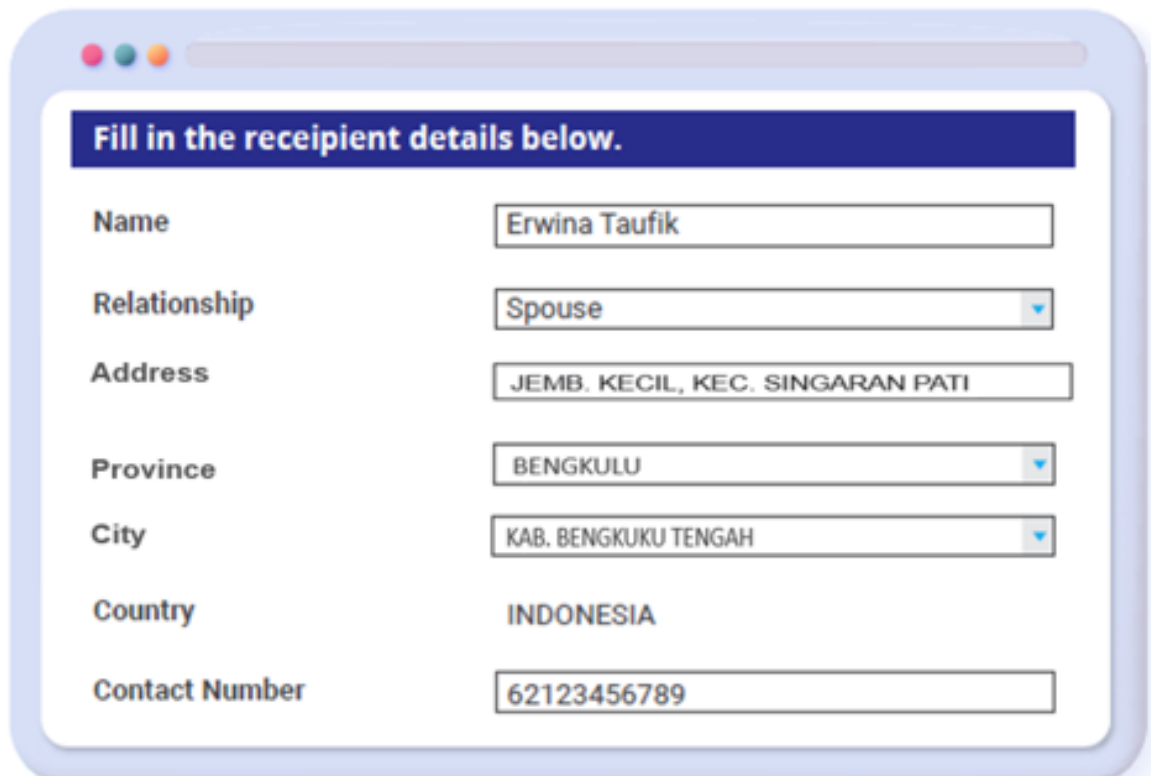 Fill in the receipient details below.
Name Erwina Taufik
Relationship Spouse
Address JEMB. KECIL, KEC. SINGARAN PATI
Province BENGKULU
City KAB. BENGKUKU TENGAH
Country INDONESIA
Contact Number 62123456789